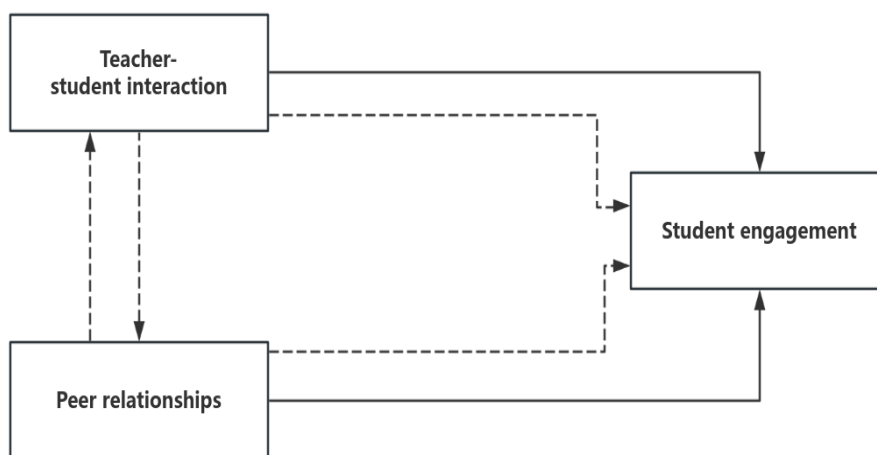 Teacher-
student interaction
Student engagement
Peer relationships